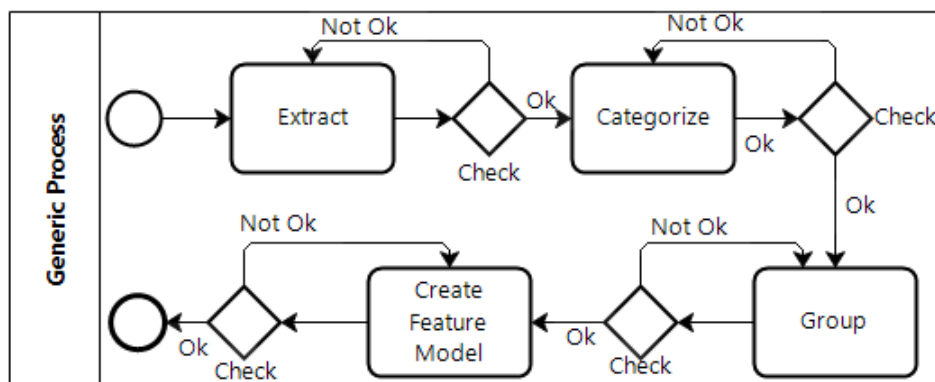 Generic Process
Not Ok
Extract
Check
Ok
Not Ok
Categorize
Ok
Check
Ok
Group
Not Ok
Check
Ok
Create
Feature
Model
Not Ok
Check
Ok